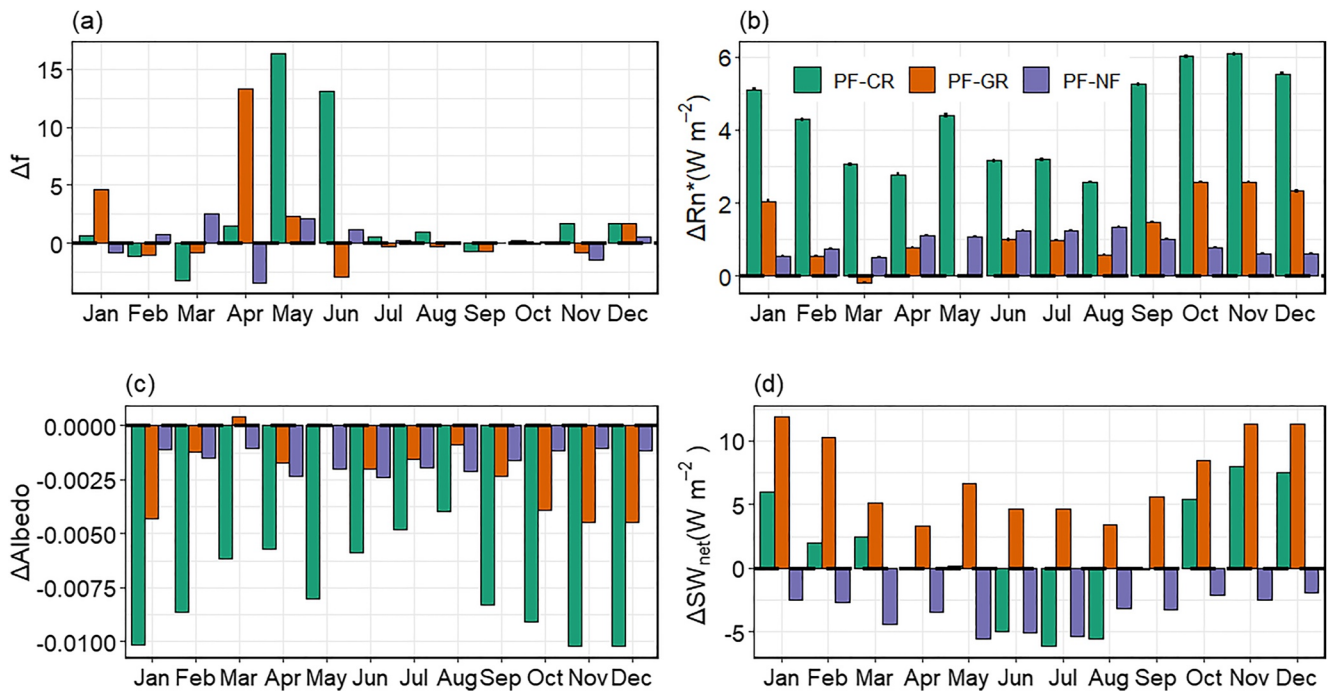 (a)
15
10
5
0
Δf
Jan Feb Mar Apr May Jun Jul Aug Sep Oct Nov Dec
(b)
PF-CR PF-GR PF-NF
6
4
2
0
ΔRn*(W m⁻²)
Jan Feb Mar Apr May Jun Jul Aug Sep Oct Nov Dec
(c)
0.0000
-0.0025
-0.0050
-0.0075
-0.0100
ΔAlbedo
Jan Feb Mar Apr May Jun Jul Aug Sep Oct Nov Dec
(d)
10
5
0
-5
ΔSWnet(W m⁻²)
Jan Feb Mar Apr May Jun Jul Aug Sep Oct Nov Dec